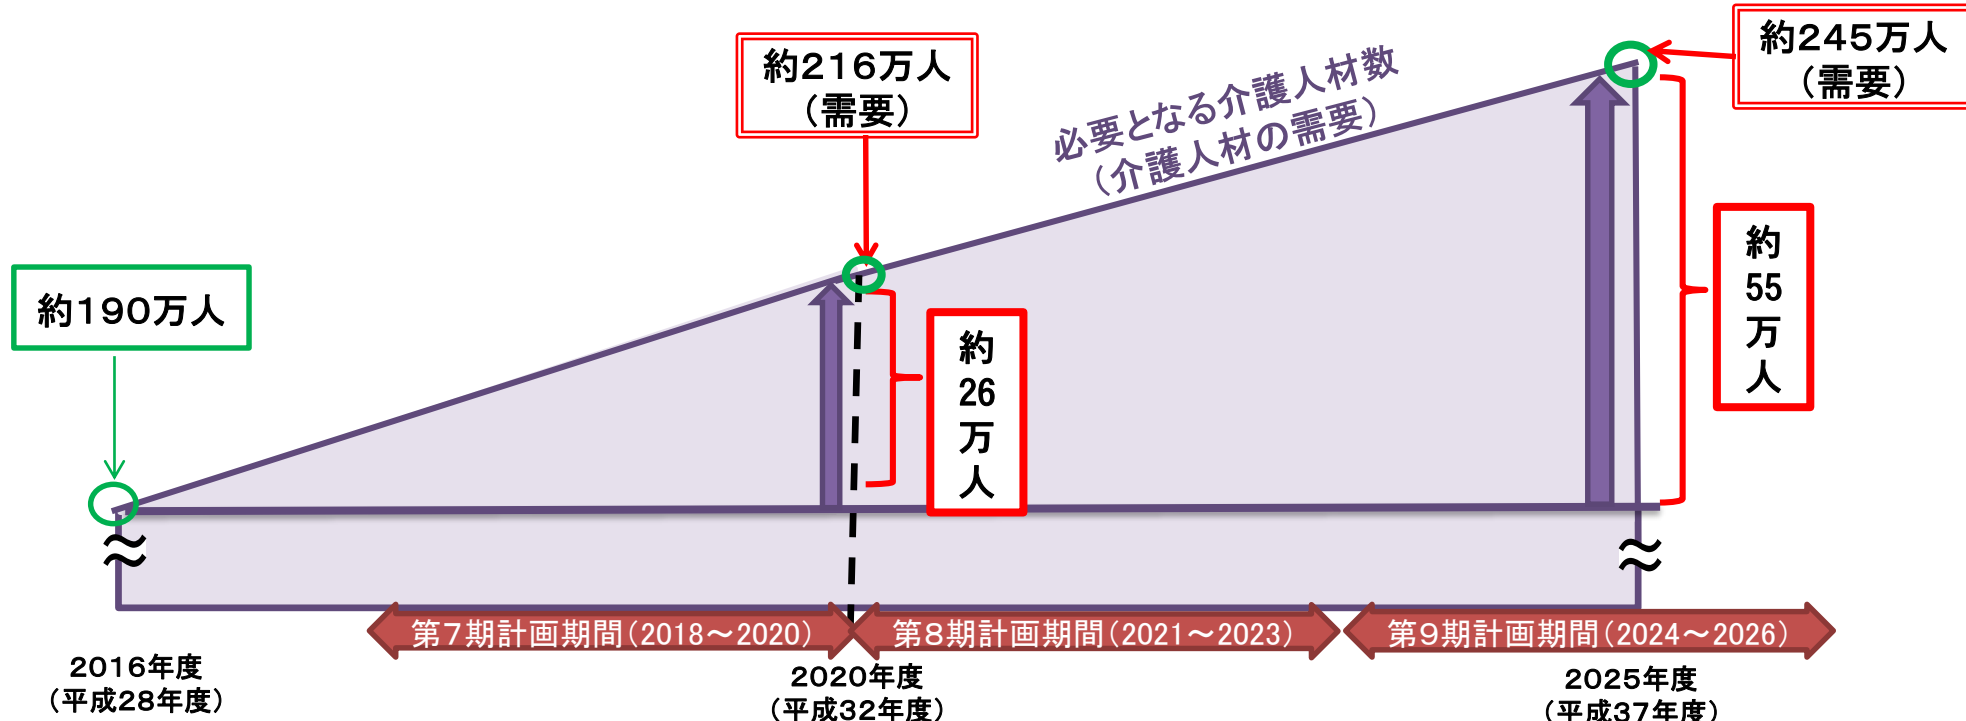 約245万人
（需要）
約216万人
（需要）
必要となる介護人材数
（介護人材の需要）
約190万人
約
26
万
人
約
55
万
人
第7期計画期間（2018～2020）
第8期計画期間（2021～2023）
第9期計画期間（2024～2026）
2016年度
（平成28年度）
2020年度
（平成32年度）
2025年度
（平成37年度）